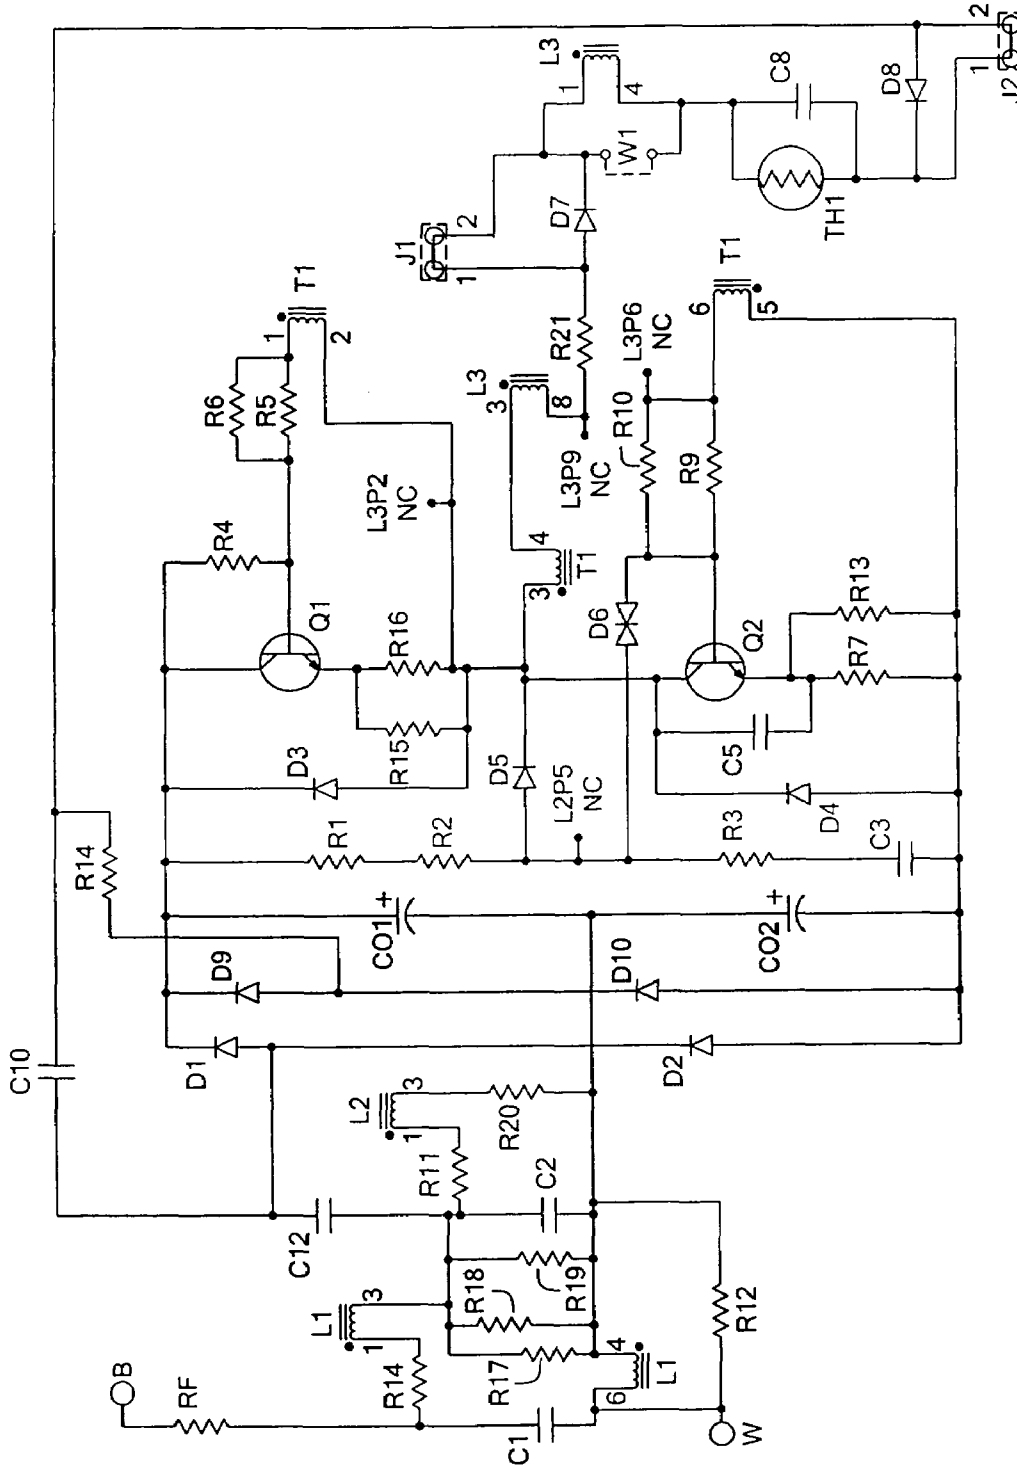 C10
R14
D9
D1
CO1
+
D3
R1
R2
R15
R16
Q1
R4
R6
R5
1
T1
2
L3P2
NC
J1
1
2
L3
1
4
W1
D7
R21
L3
3
8
L3P9
NC
4
3
T1
D5
L2P5
NC
D6
R10
L3P6
NC
R9
6
T1
5
Q2
R13
R7
C5
D4
R3
C3
CO2
+
D10
D2
TH1
C8
D8
1
2
J2
L2
1
3
R11
R20
C2
C12
R19
R18
R17
L1
1
3
R14
B
RF
C1
6
4
L1
R12
W